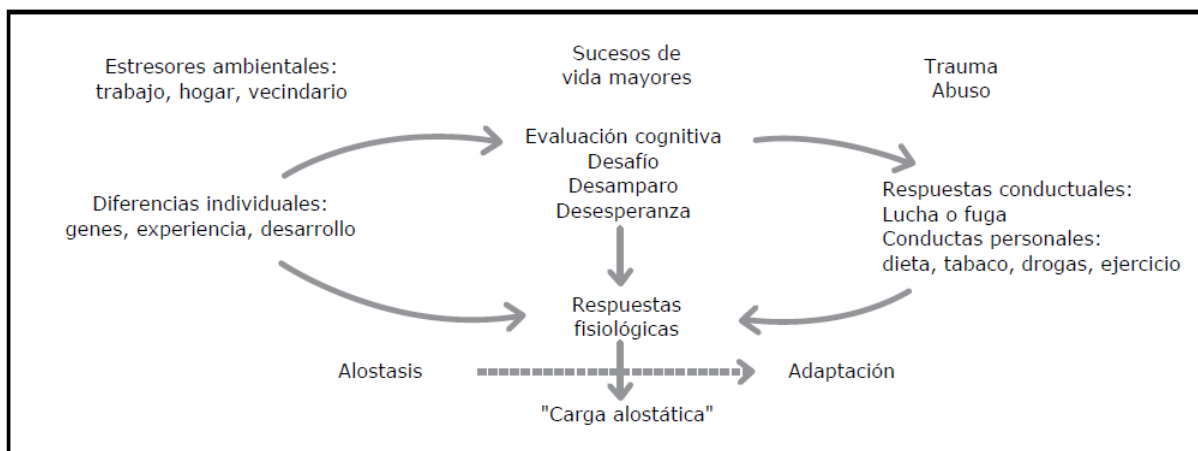 Estresores ambientales:
trabajo, hogar, vecindario
Sucesos de
vida mayores
Trauma
Abuso
Diferencias individuales:
genes, experiencia, desarrollo
Evaluación cognitiva
Desafío
Desamparo
Desesperanza
Respuestas conductuales:
Lucha o fuga
Conductas personales:
dieta, tabaco, drogas, ejercicio
Respuestas
fisiológicas
Alostasis
Adaptación
"Carga alostática"